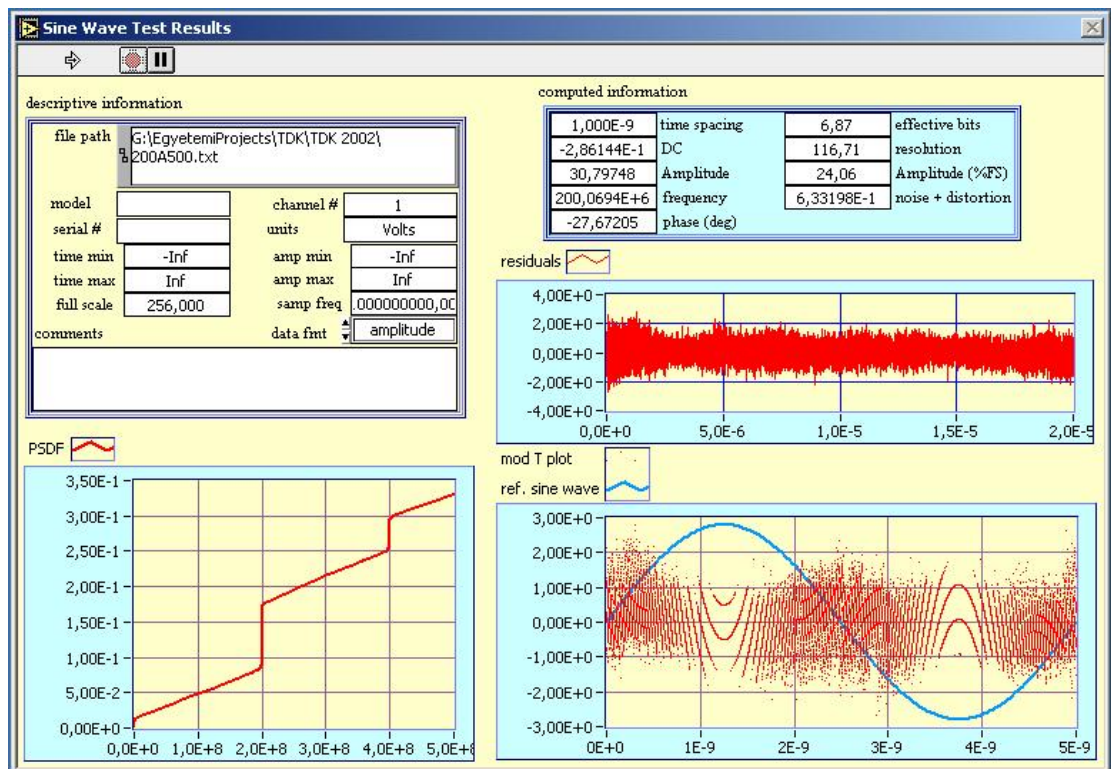 Sine Wave Test Results
descriptive information
file path G:\EgyetemiProjects\TDK\TDK 2002\
200A500.txt
model channel # 1
serial # units Volts
time min -Inf amp min -Inf
time max Inf amp max Inf
full scale 256,000 samp freq .000000000,00
comments data fmt amplitude
computed information
1,000E-9 time spacing 6,87 effective bits
-2,86144E-1 DC 116,71 resolution
30,79748 Amplitude 24,06 Amplitude (%FS)
200,0694E+6 frequency 6,33198E-1 noise + distortion
-27,67205 phase (deg)
residuals
4,00E+0
2,00E+0
0,00E+0
-2,00E+0
-4,00E+0
0,0E+0 5,0E-6 1,0E-5 1,5E-5 2,0E-5
PSDF
3,50E-1
3,00E-1
2,50E-1
2,00E-1
1,50E-1
1,00E-1
5,00E-2
0,00E+0
0,0E+0 1,0E+8 2,0E+8 3,0E+8 4,0E+8 5,0E+8
mod T plot
ref. sine wave
3,00E+0
2,00E+0
1,00E+0
0,00E+0
-1,00E+0
-2,00E+0
-3,00E+0
0E+0 1E-9 2E-9 3E-9 4E-9 5E-9